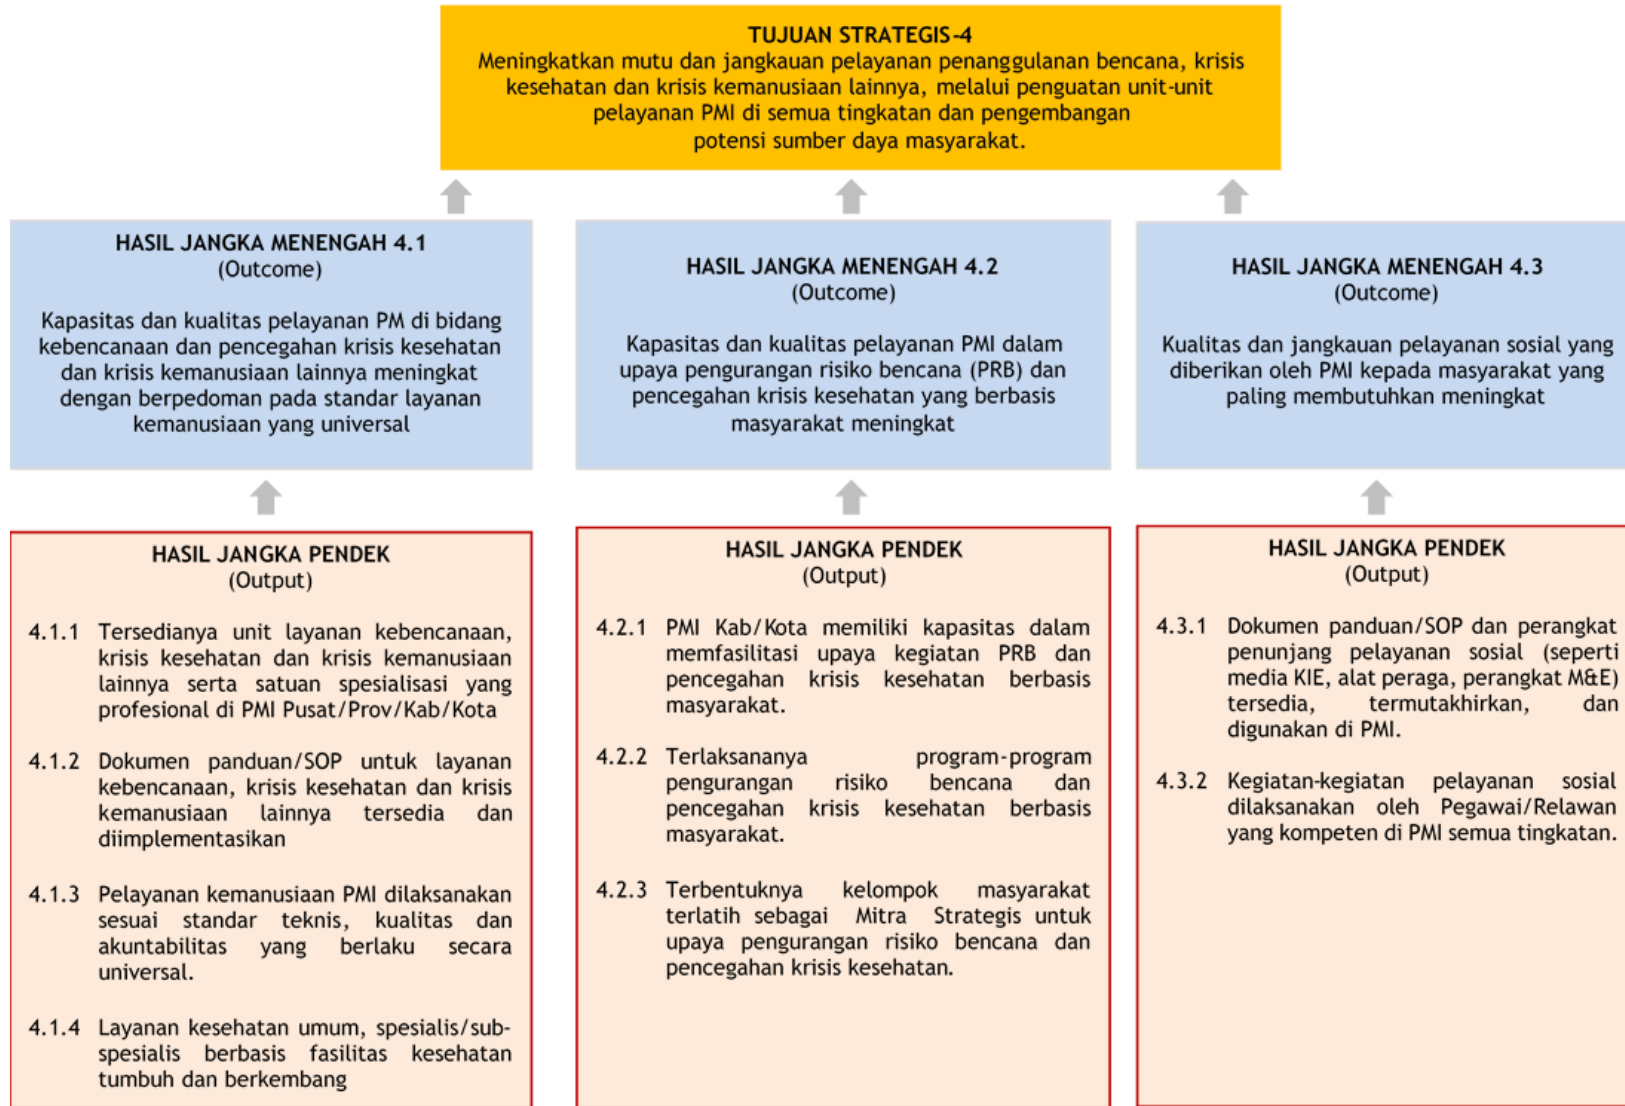 TUJUAN STRATEGIS-4
Meningkatkan mutu dan jangkauan pelayanan penanggulanan bencana, krisis
kesehatan dan krisis kemanusiaan lainnya, melalui penguatan unit-unit
pelayanan PMI di semua tingkatan dan pengembangan
potensi sumber daya masyarakat.
HASIL JANGKA MENENGAH 4.1
(Outcome)
Kapasitas dan kualitas pelayanan PM di bidang
kebencanaan dan pencegahan krisis kesehatan
dan krisis kemanusiaan lainnya meningkat
dengan berpedoman pada standar layanan
kemanusiaan yang universal
HASIL JANGKA MENENGAH 4.2
(Outcome)
Kapasitas dan kualitas pelayanan PMI dalam
upaya pengurangan risiko bencana (PRB) dan
pencegahan krisis kesehatan yang berbasis
masyarakat meningkat
HASIL JANGKA MENENGAH 4.3
(Outcome)
Kualitas dan jangkauan pelayanan sosial yang
diberikan oleh PMI kepada masyarakat yang
paling membutuhkan meningkat
HASIL JANGKA PENDEK
(Output)
4.1.1 Tersedianya unit layanan kebencanaan,
krisis kesehatan dan krisis kemanusiaan
lainnya serta satuan spesialisasi yang
profesional di PMI Pusat/Prov/Kab/Kota
4.1.2 Dokumen panduan/SOP untuk layanan
kebencanaan, krisis kesehatan dan krisis
kemanusiaan lainnya tersedia dan
diimplementasikan
4.1.3 Pelayanan kemanusiaan PMI dilaksanakan
sesuai standar teknis, kualitas dan
akuntabilitas yang berlaku secara
universal.
4.1.4 Layanan kesehatan umum, spesialis/sub-
spesialis berbasis fasilitas kesehatan
tumbuh dan berkembang
HASIL JANGKA PENDEK
(Output)
4.2.1 PMI Kab/Kota memiliki kapasitas dalam
memfasilitasi upaya kegiatan PRB dan
pencegahan krisis kesehatan berbasis
masyarakat.
4.2.2 Terlaksananya program-program
pengurangan risiko bencana dan
pencegahan krisis kesehatan berbasis
masyarakat.
4.2.3 Terbentuknya kelompok masyarakat
terlatih sebagai Mitra Strategis untuk
upaya pengurangan risiko bencana dan
pencegahan krisis kesehatan.
HASIL JANGKA PENDEK
(Output)
4.3.1 Dokumen panduan/SOP dan perangkat
penunjang pelayanan sosial (seperti
media KIE, alat peraga, perangkat M&E)
tersedia, termutakhirkan, dan
digunakan di PMI.
4.3.2 Kegiatan-kegiatan pelayanan sosial
dilaksanakan oleh Pegawai/Relawan
yang kompeten di PMI semua tingkatan.